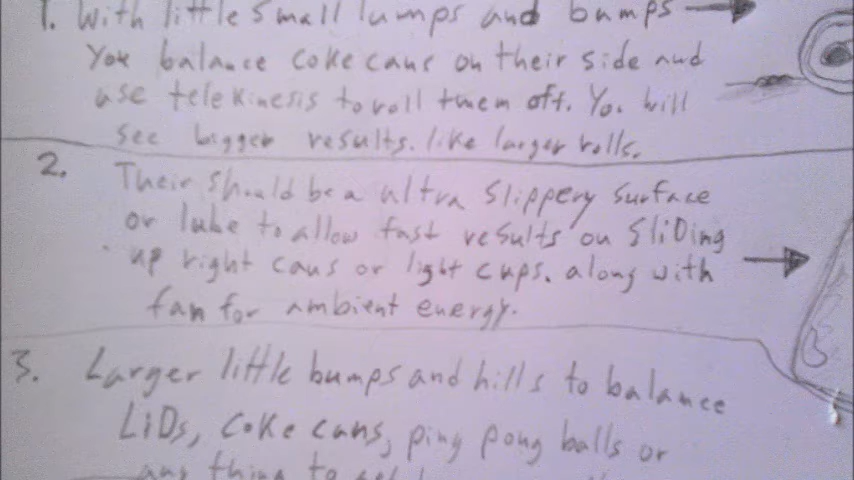 1. With little small lumps and bumps
You balance coke cans on their side and
use telekinesis to roll them off. You will
see bigger results. like larger rolls.
2. Their should be a ultra slippery surface
or lube to allow fast results on SliDing
up right cans or light cups. along with
fan for ambient energy.
3. Larger little bumps and hills to balance
LiDs, Coke cans, ping pong balls or
any thing to